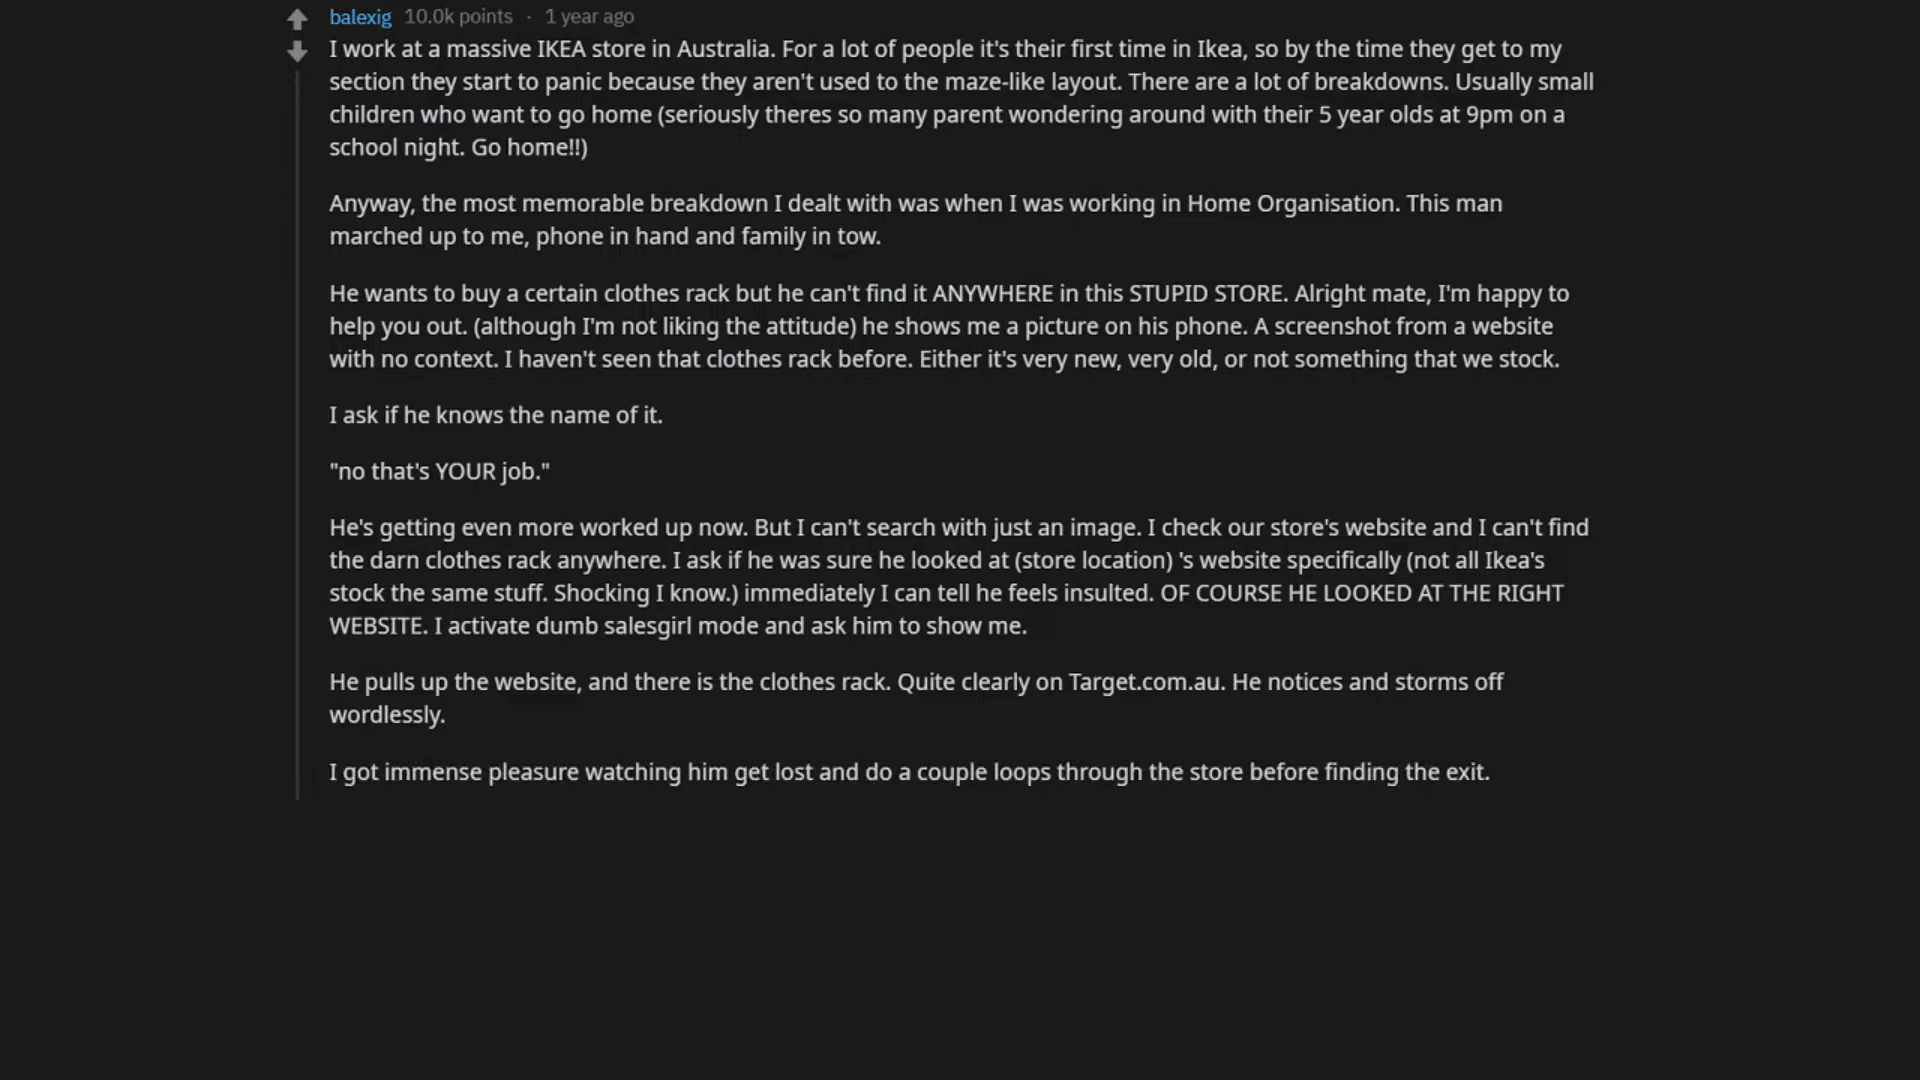 balexig 10.0k points · 1 year ago
I work at a massive IKEA store in Australia. For a lot of people it's their first time in Ikea, so by the time they get to my
section they start to panic because they aren't used to the maze-like layout. There are a lot of breakdowns. Usually small
children who want to go home (seriously theres so many parent wondering around with their 5 year olds at 9pm on a
school night. Go home!!)
Anyway, the most memorable breakdown I dealt with was when I was working in Home Organisation. This man
marched up to me, phone in hand and family in tow.
He wants to buy a certain clothes rack but he can't find it ANYWHERE in this STUPID STORE. Alright mate, I'm happy to
help you out. (although I'm not liking the attitude) he shows me a picture on his phone. A screenshot from a website
with no context. I haven't seen that clothes rack before. Either it's very new, very old, or not something that we stock.
I ask if he knows the name of it.
"no that's YOUR job."
He's getting even more worked up now. But I can't search with just an image. I check our store's website and I can't find
the darn clothes rack anywhere. I ask if he was sure he looked at (store location) 's website specifically (not all Ikea's
stock the same stuff. Shocking I know.) immediately I can tell he feels insulted. OF COURSE HE LOOKED AT THE RIGHT
WEBSITE. I activate dumb salesgirl mode and ask him to show me.
He pulls up the website, and there is the clothes rack. Quite clearly on Target.com.au. He notices and storms off
wordlessly.
I got immense pleasure watching him get lost and do a couple loops through the store before finding the exit.